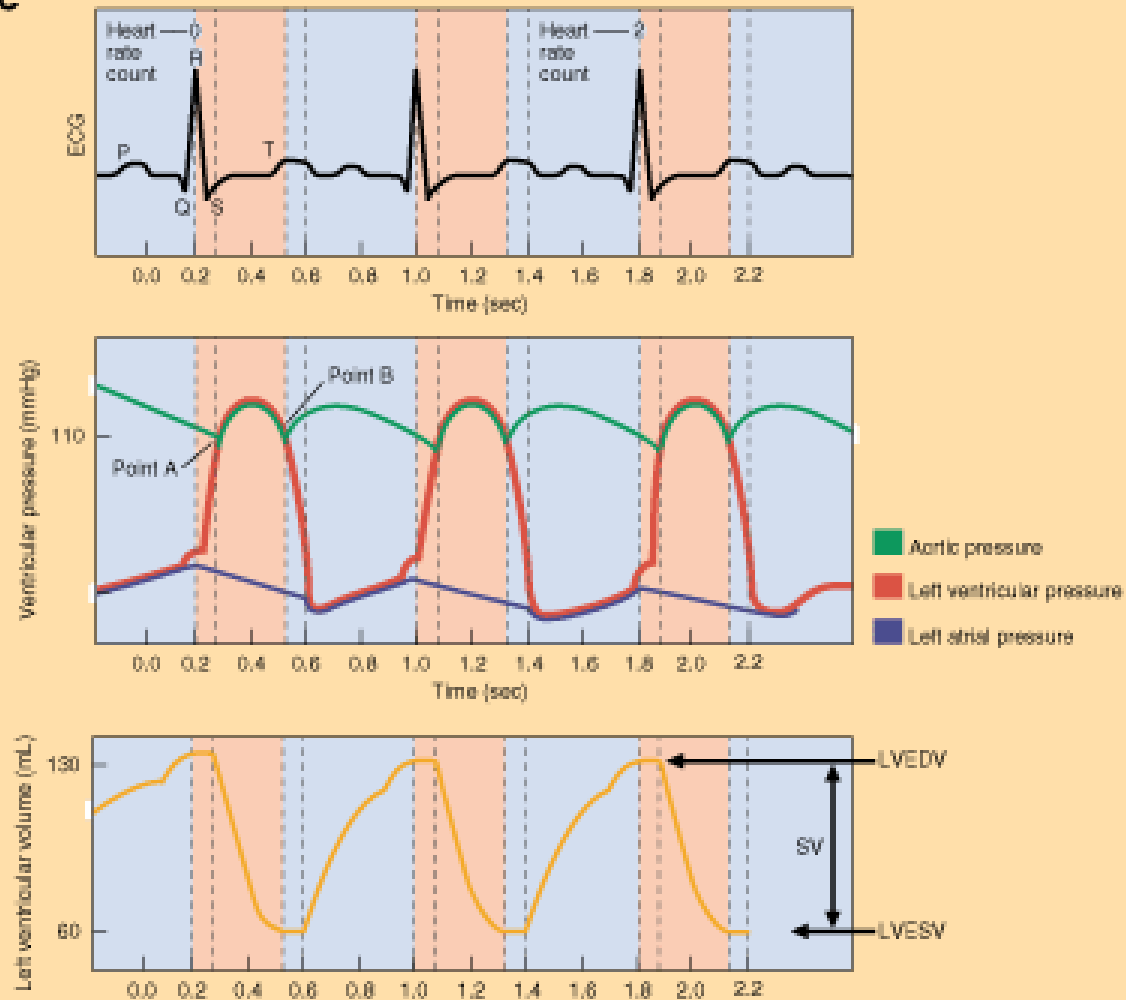 C
Heart 0
rate
count
R
Heart 2
rate
count
ECG
P
T
Q
S
0.0 0.2 0.4 0.6 0.8 1.0 1.2 1.4 1.6 1.8 2.0 2.2
Time (sec)
Ventricular pressure (mmHg)
110
Point A
Point B
Aortic pressure
Left ventricular pressure
Left atrial pressure
0.0 0.2 0.4 0.6 0.8 1.0 1.2 1.4 1.6 1.8 2.0 2.2
Time (sec)
Left ventricular volume (mL)
130
LVEDV
SV
60
LVESV
0.0 0.2 0.4 0.6 0.8 1.0 1.2 1.4 1.6 1.8 2.0 2.2